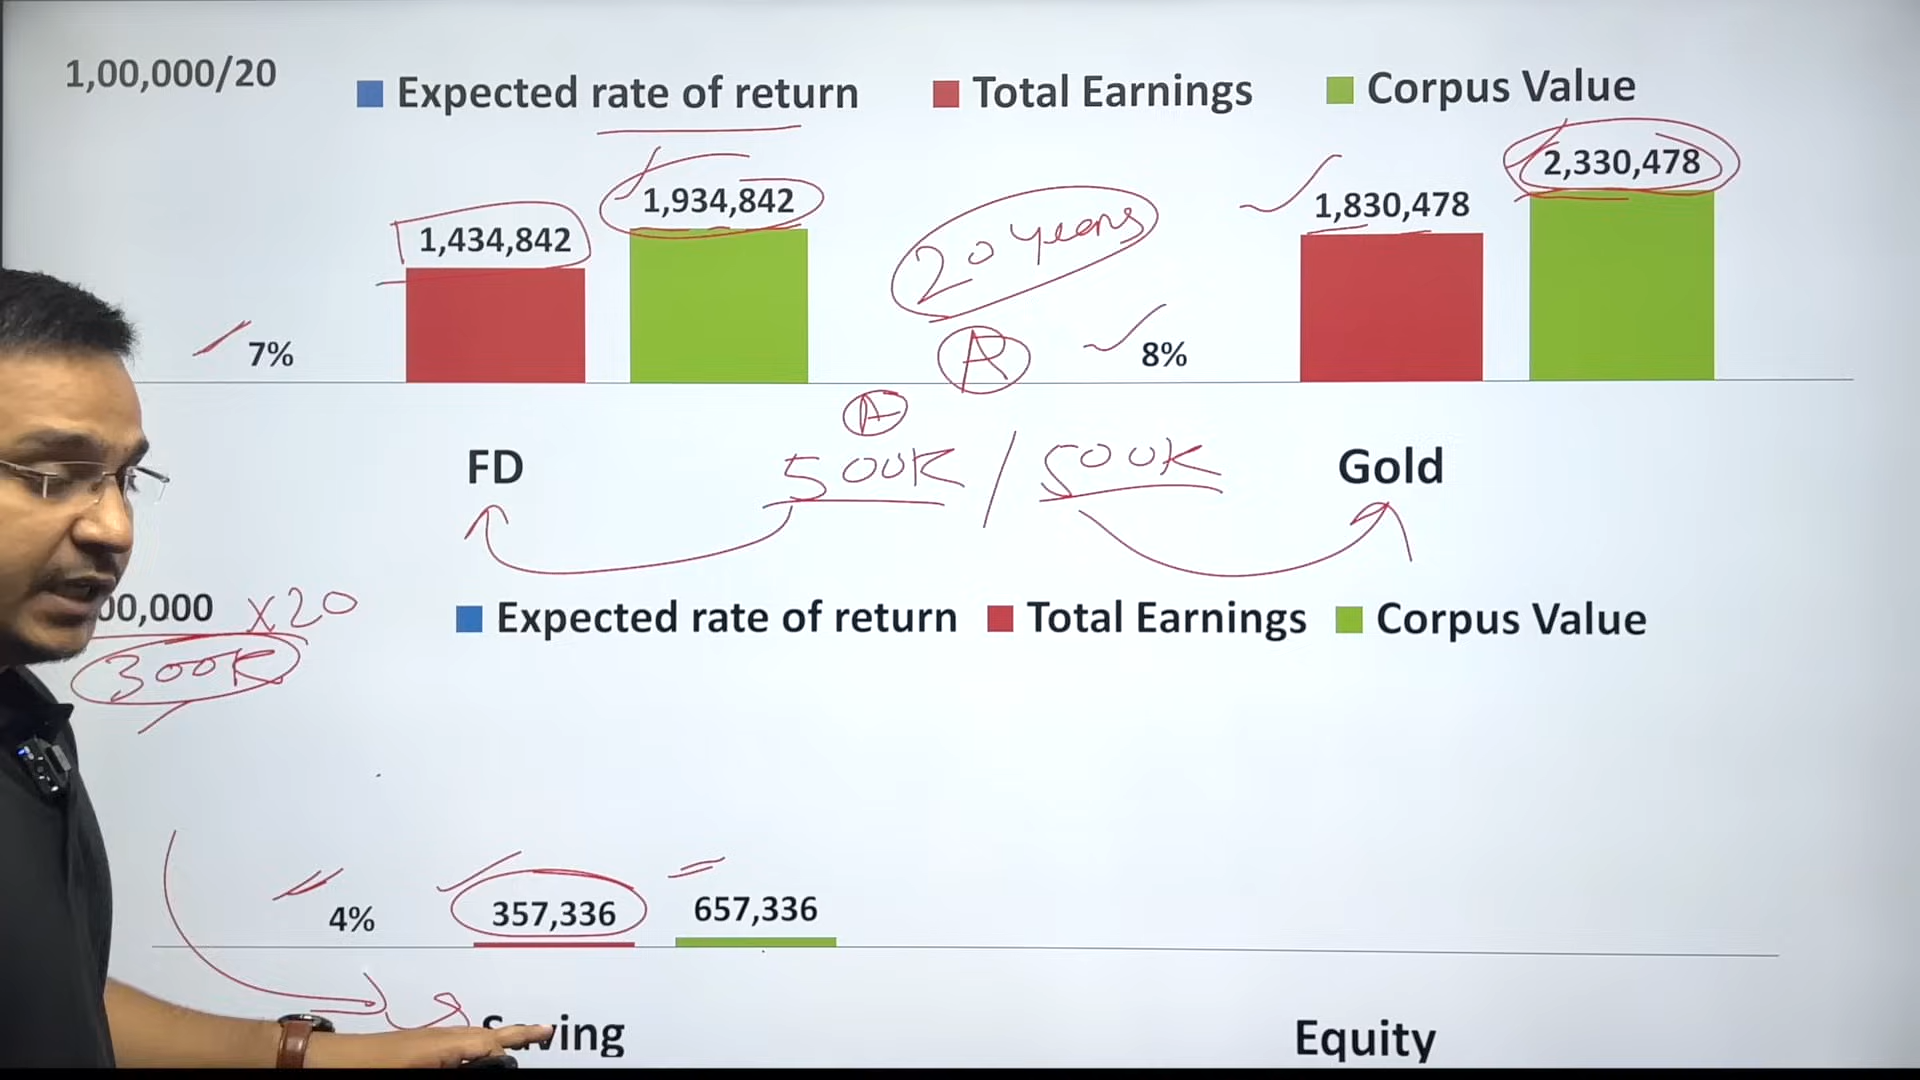 1,00,000/20
Expected rate of return Total Earnings Corpus Value
1,434,842 1,934,842 20 years 1,830,478 2,330,478
7% A 8%
A
FD 500K / 500K Gold
00,000 x20 Expected rate of return Total Earnings Corpus Value
300K
4% 357,336 657,336
Saving Equity